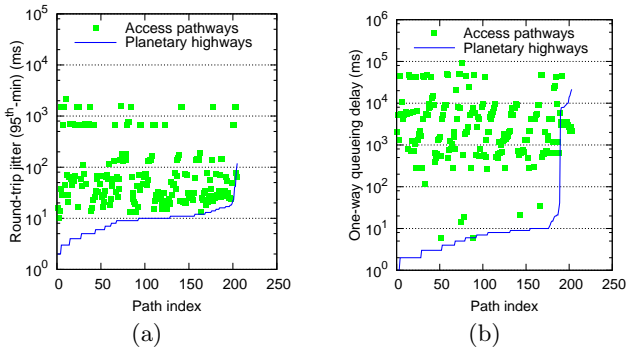 Round-trip jitter (95th-min) (ms)
10^5
10^4
10^3
10^2
10^1
10^0
Access pathways
Planetary highways
0 50 100 150 200 250
Path index
(a)
One-way queueing delay (ms)
10^6
10^5
10^4
10^3
10^2
10^1
10^0
Access pathways
Planetary highways
0 50 100 150 200 250
Path index
(b)